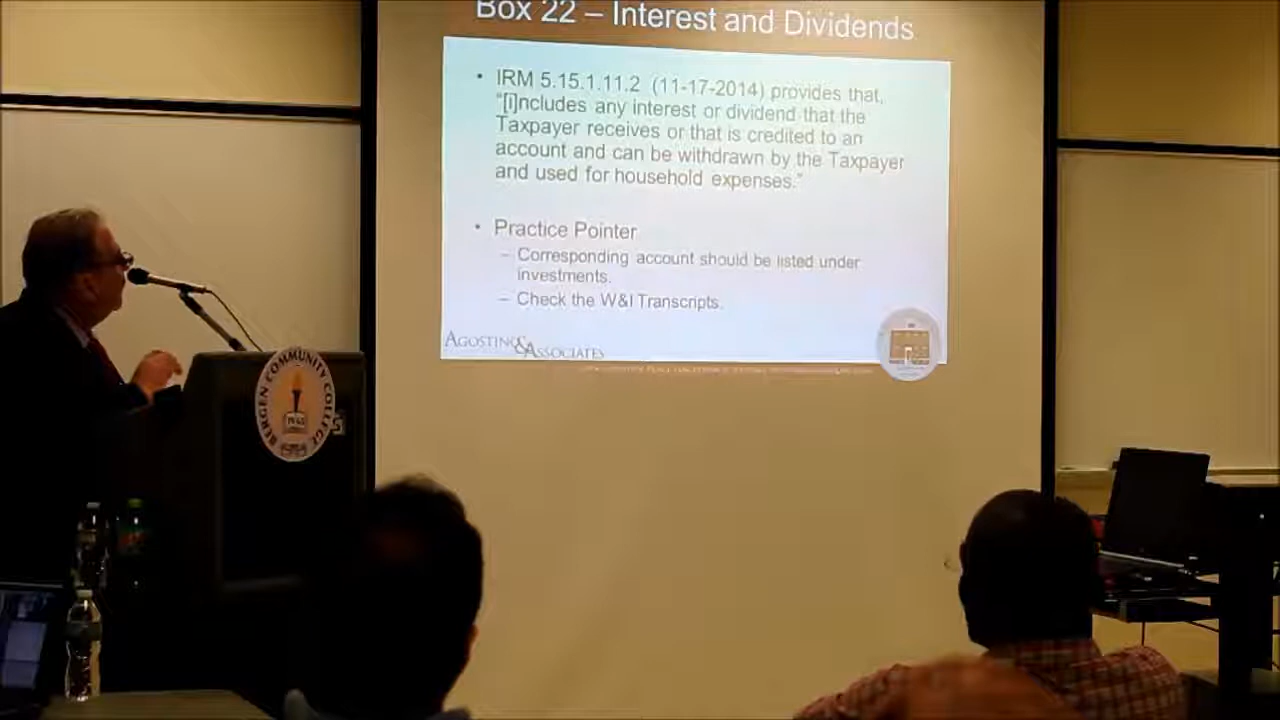 Box 22 – Interest and Dividends
• IRM 5.15.1.11.2 (11-17-2014) provides that,
“[i]ncludes any interest or dividend that the
Taxpayer receives or that is credited to an
account and can be withdrawn by the Taxpayer
and used for household expenses.”
• Practice Pointer
– Corresponding account should be listed under
investments.
– Check the W&I Transcripts.
AGOSTINO & ASSOCIATES
BERGEN COMMUNITY COLLEGE